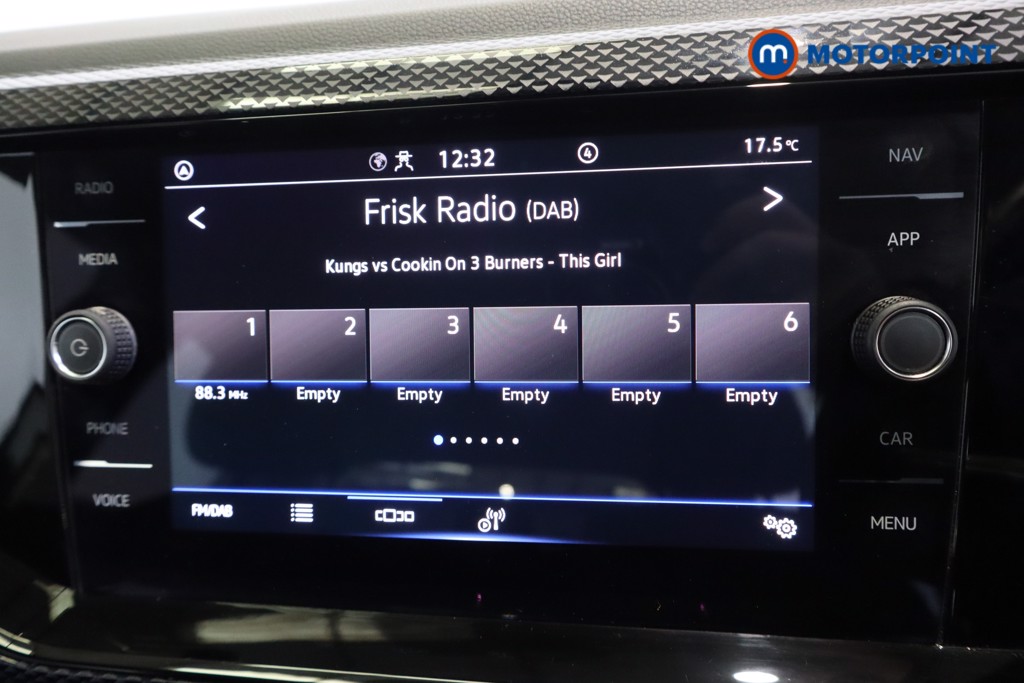 m MOTORPOINT
RADIO
MEDIA
PHONE
VOICE
12:32
4
17.5°C
< Frisk Radio (DAB) >
Kungs vs Cookin On 3 Burners - This Girl
1 2 3 4 5 6
88.3 MHz Empty Empty Empty Empty Empty
FM/DAB
NAV
APP
CAR
MENU